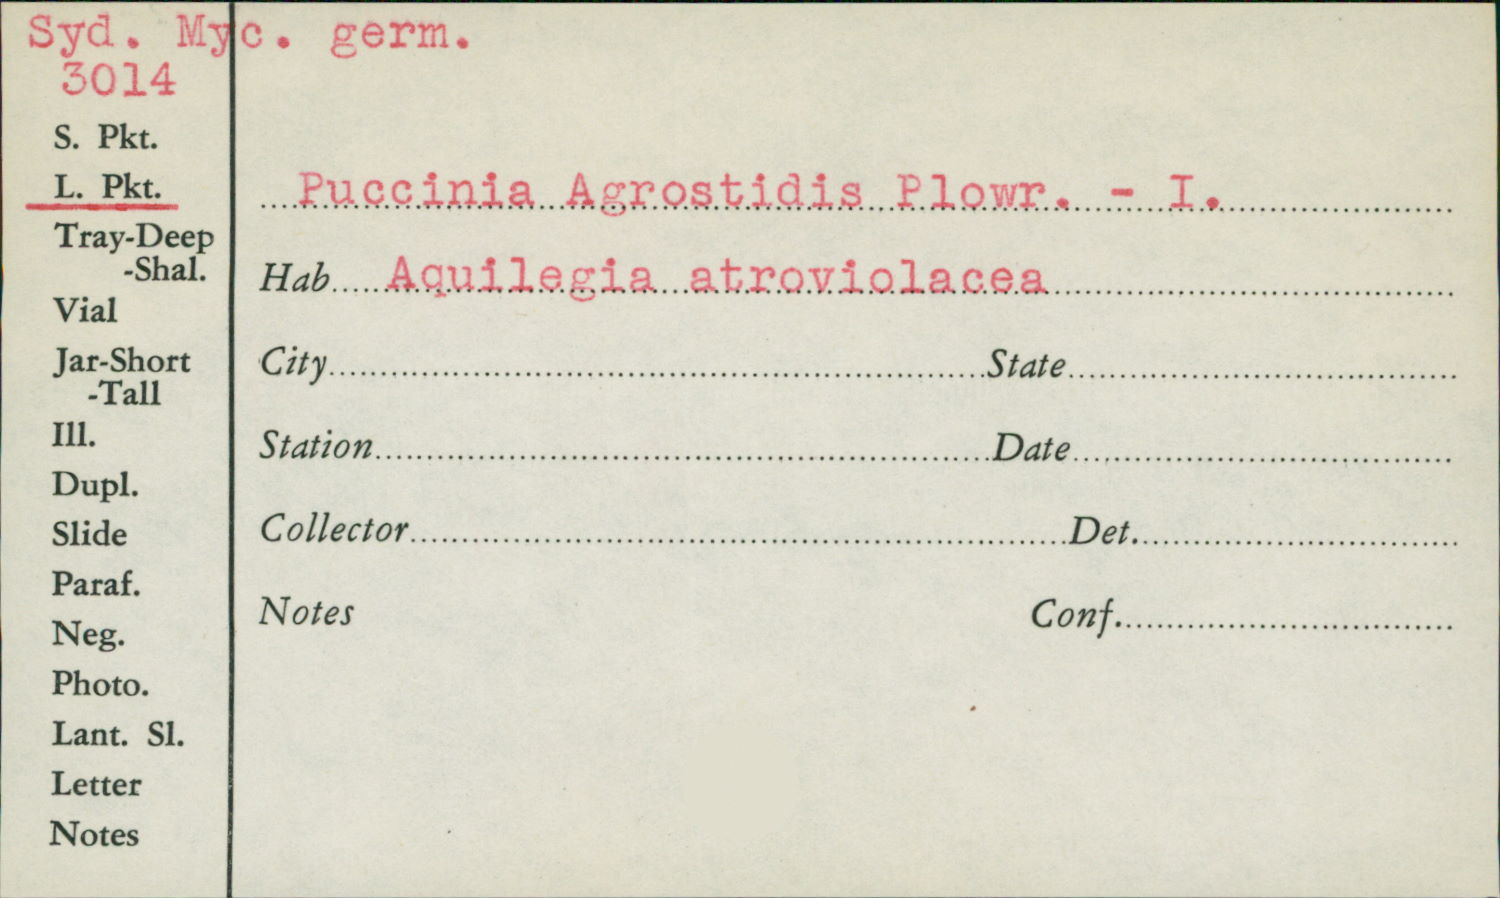 Syd. Myc. germ.
3014
S. Pkt.
L. Pkt.
Tray-Deep
-Shal.
Vial
Jar-Short
-Tall
Ill.
Dupl.
Slide
Paraf.
Neg.
Photo.
Lant. Sl.
Letter
Notes
Puccinia Agrostidis Plowr. - I.
Hab. Aquilegia atroviolacea
City State
Station Date
Collector Det.
Notes Conf.